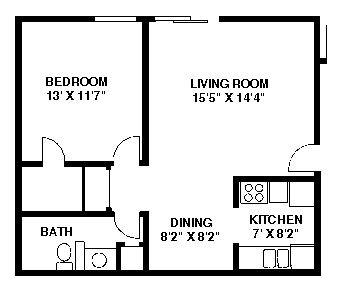 BEDROOM
13' X 11'7"
LIVING ROOM
15'5" X 14'4"
BATH
DINING
8'2" X 8'2"
KITCHEN
7' X 8'2"